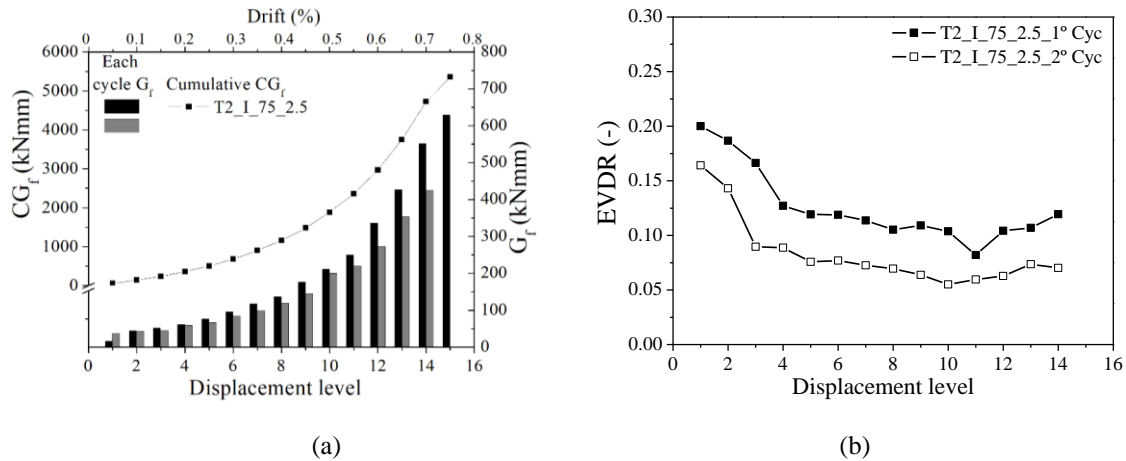 Drift (%)
0 0.1 0.2 0.3 0.4 0.5 0.6 0.7 0.8
6000
5000
4000
3000
2000
1000
0
CG_f (kNmm)
Each
cycle G_f Cumulative CG_f
T2_I_75_2.5
800
700
600
500
400
300
200
100
0
G_f (kNmm)
0 2 4 6 8 10 12 14 16
Displacement level
(a)
0.30
0.25
0.20
0.15
0.10
0.05
0.00
EVDR (-)
T2_I_75_2.5_1º Cyc
T2_I_75_2.5_2º Cyc
0 2 4 6 8 10 12 14 16
Displacement level
(b)